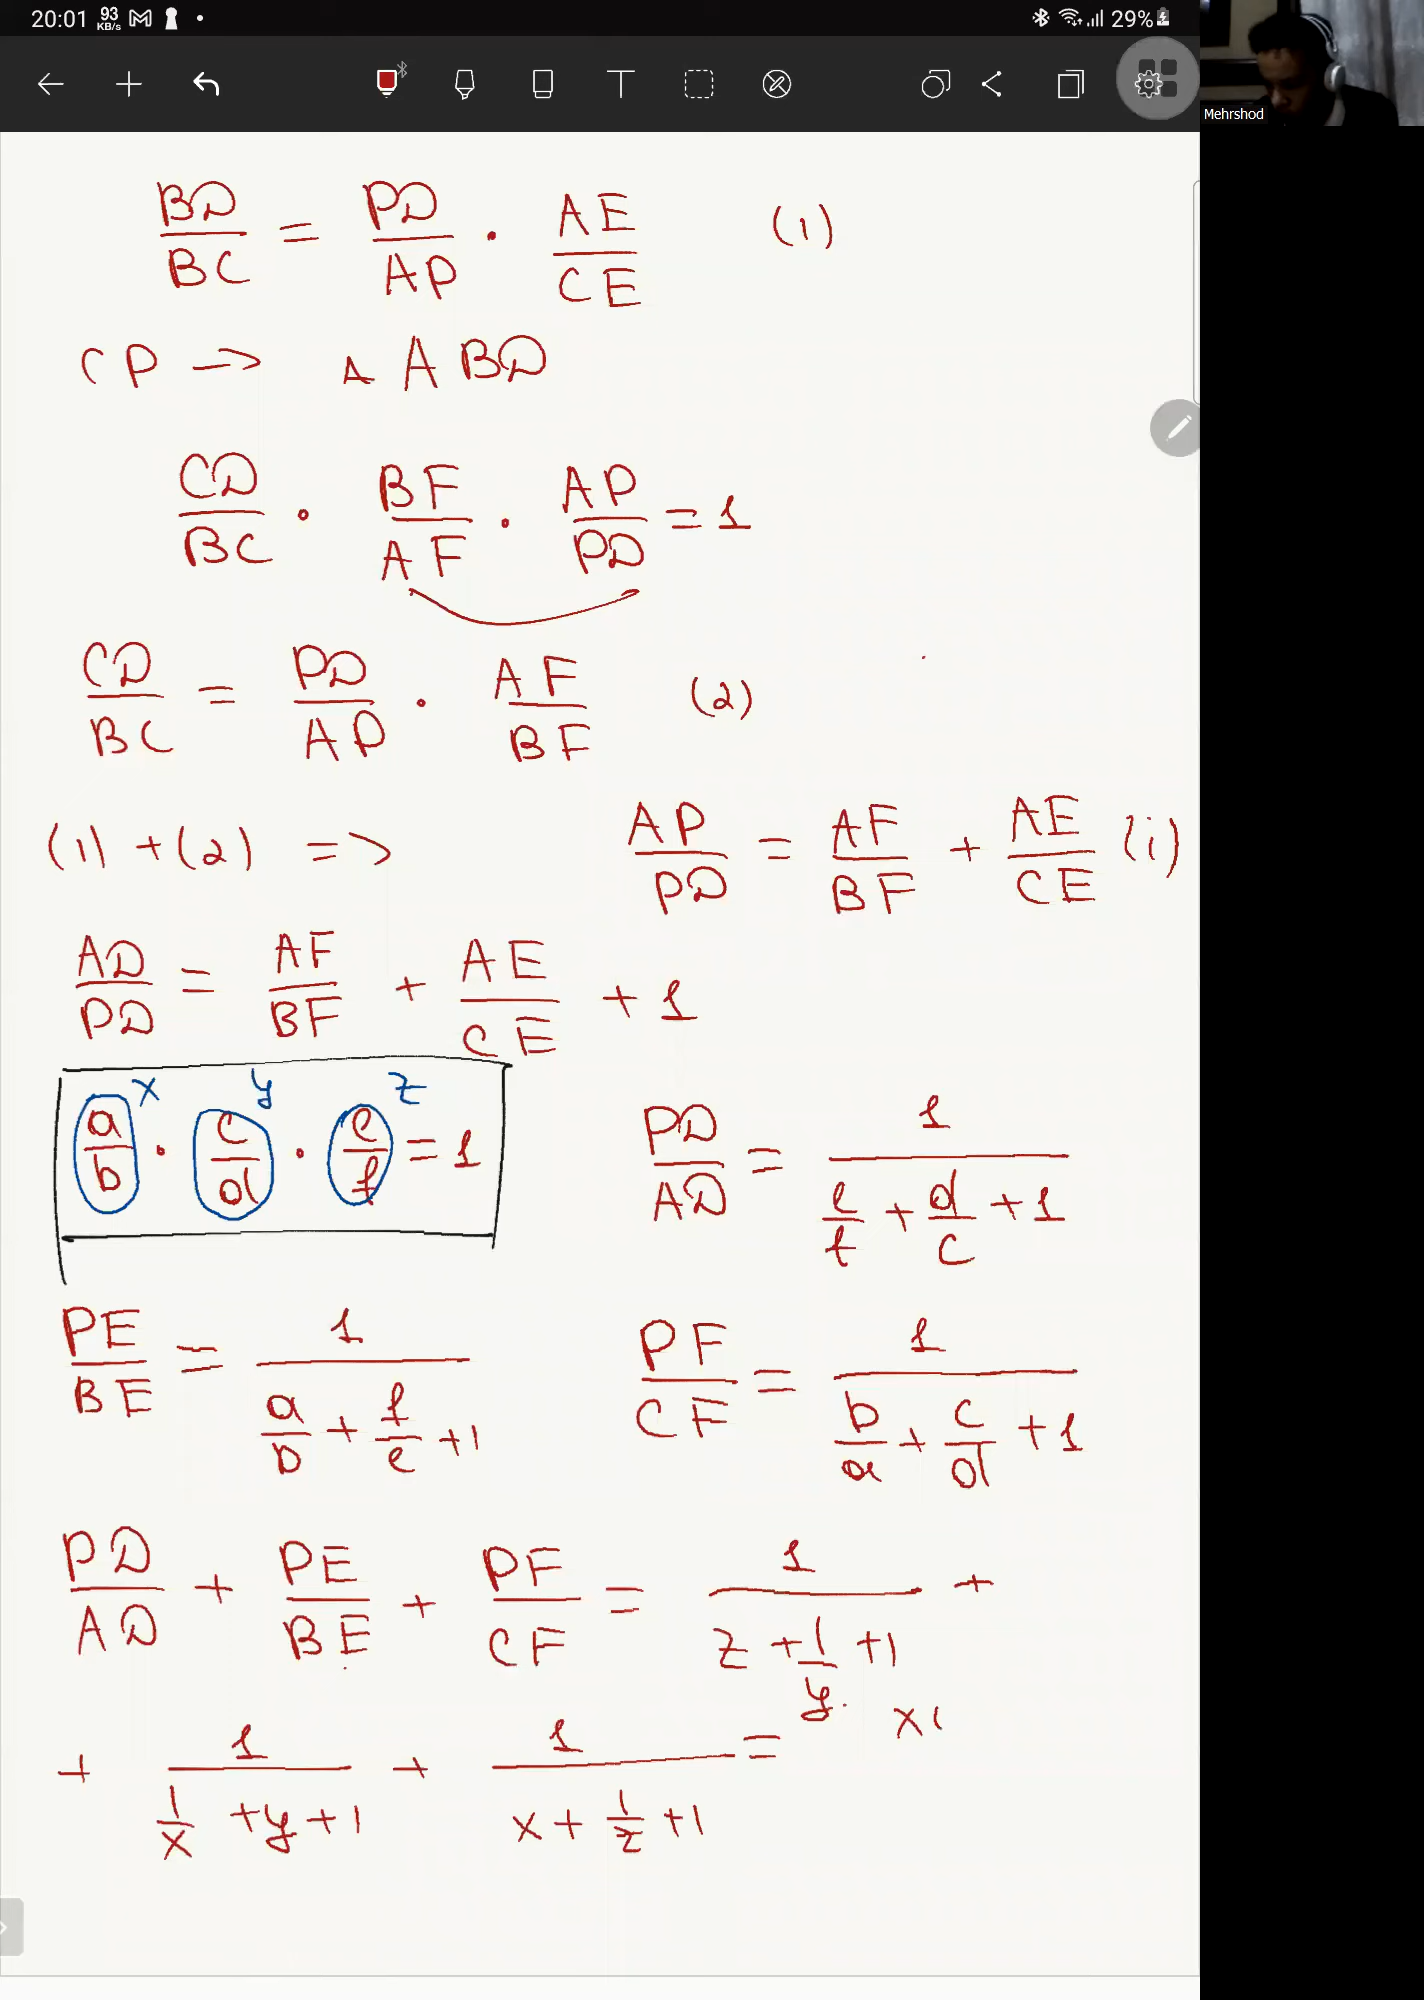 20:01 93 KB/s 29%
Mehrshod
BD/BC = PD/AP · AE/CE (1)
CP -> △ ABD
CD/BC · BF/AF · AP/PD = 1
CD/BC = PD/AP · AF/BF (2)
(1) + (2) => AP/PD = AF/BF + AE/CE (i)
AD/PD = AF/BF + AE/CE + 1
x y z
a/b · c/d · e/f = 1 PD/AD = 1/(e/f + d/c + 1)
PE/BE = 1/(a/b + f/e + 1) PF/CF = 1/(b/a + c/d + 1)
PD/AD + PE/BE + PF/CF = 1/(z + 1/y + 1) +
+ 1/(1/x + y + 1) + 1/(x + 1/z + 1) = x